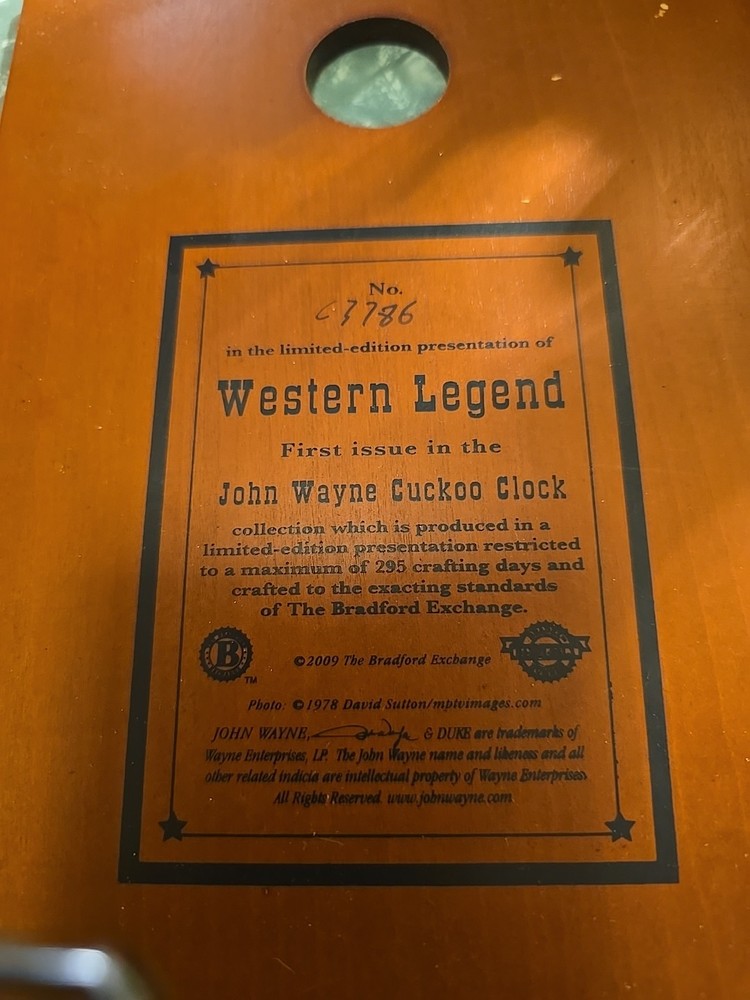 No.
C3786
in the limited-edition presentation of
Western Legend
First issue in the
John Wayne Cuckoo Clock
collection which is produced in a
limited-edition presentation restricted
to a maximum of 295 crafting days and
crafted to the exacting standards
of The Bradford Exchange.
B
TM
©2009 The Bradford Exchange
Photo: ©1978 David Sutton/mptvimages.com
JOHN WAYNE, & DUKE are trademarks of
Wayne Enterprises, LP. The John Wayne name and likeness and all
other related indicia are intellectual property of Wayne Enterprises.
All Rights Reserved. www.johnwayne.com